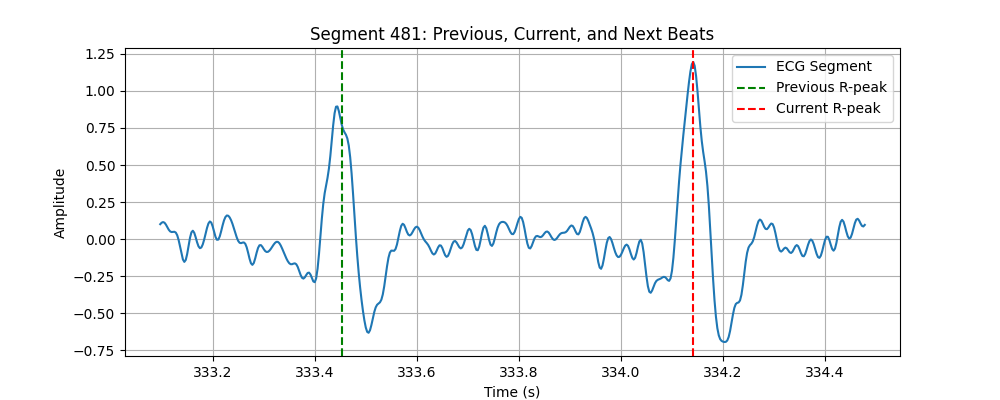 Segment 481: Previous, Current, and Next Beats
1.25
1.00
0.75
0.50
0.25
0.00
−0.25
−0.50
−0.75
Amplitude
ECG Segment
Previous R-peak
Current R-peak
333.2 333.4 333.6 333.8 334.0 334.2 334.4
Time (s)